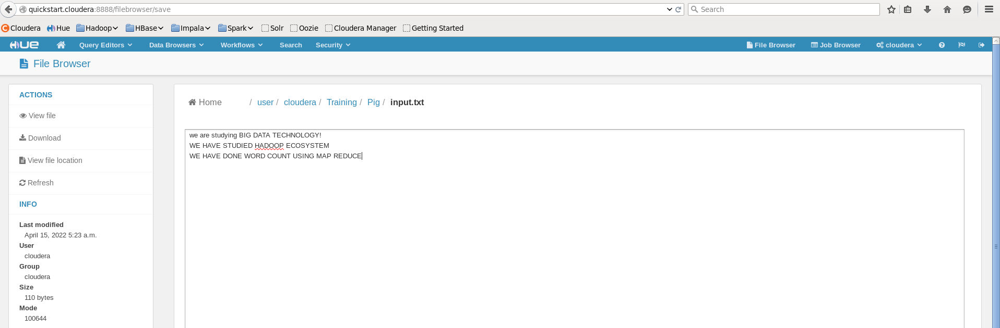 quickstart.cloudera:8888/filebrowser/save
Search
Cloudera Hue Hadoop HBase Impala Spark Solr Oozie Cloudera Manager Getting Started
HUE Query Editors Data Browsers Workflows Search Security File Browser Job Browser cloudera ?
File Browser
ACTIONS
View file
Download
View file location
Refresh
INFO
Last modified
April 15, 2022 5:23 a.m.
User
cloudera
Group
cloudera
Size
110 bytes
Mode
100644
Home / user / cloudera / Training / Pig / input.txt
we are studying BIG DATA TECHNOLOGY!
WE HAVE STUDIED HADOOP ECOSYSTEM
WE HAVE DONE WORD COUNT USING MAP REDUCE